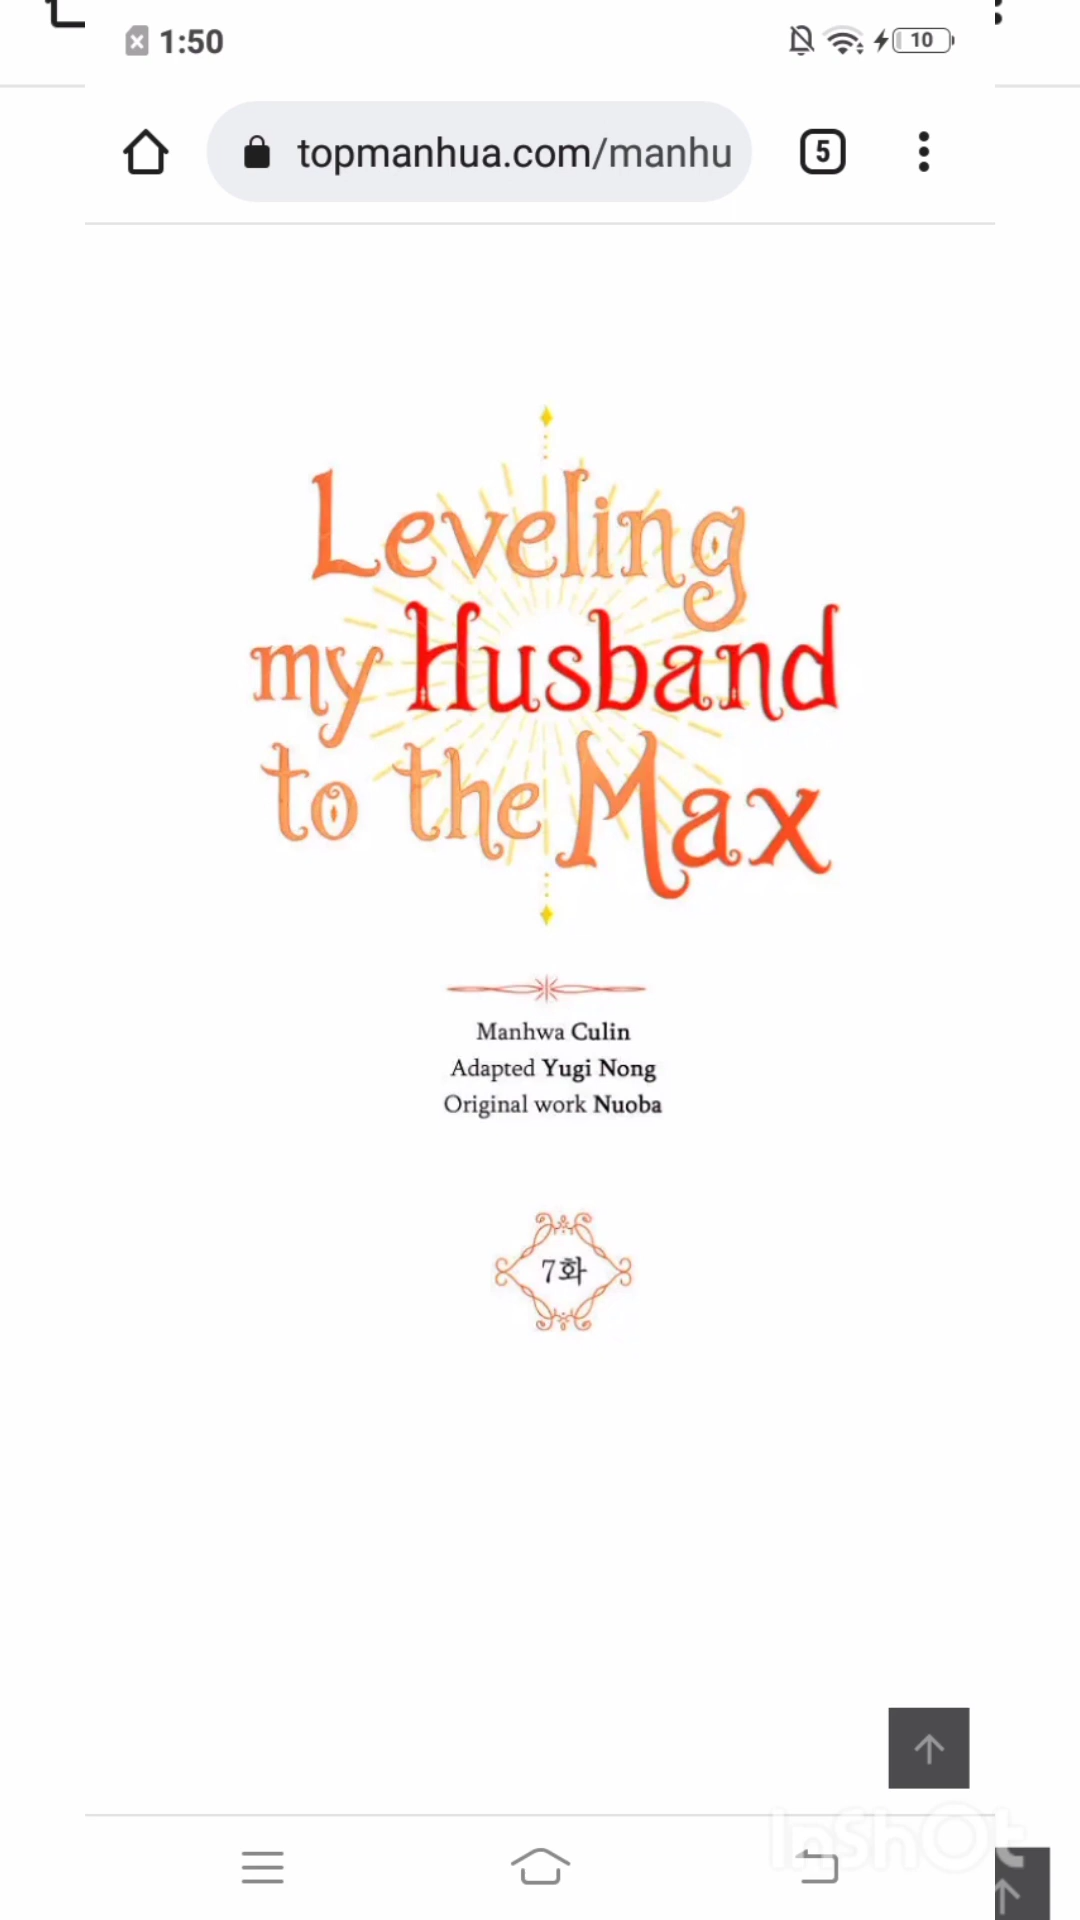 1:50
10
topmanhua.com/manhu
5
Leveling
my Husband
to the Max
Manhwa Culin
Adapted Yugi Nong
Original work Nuoba
7화
InShOt